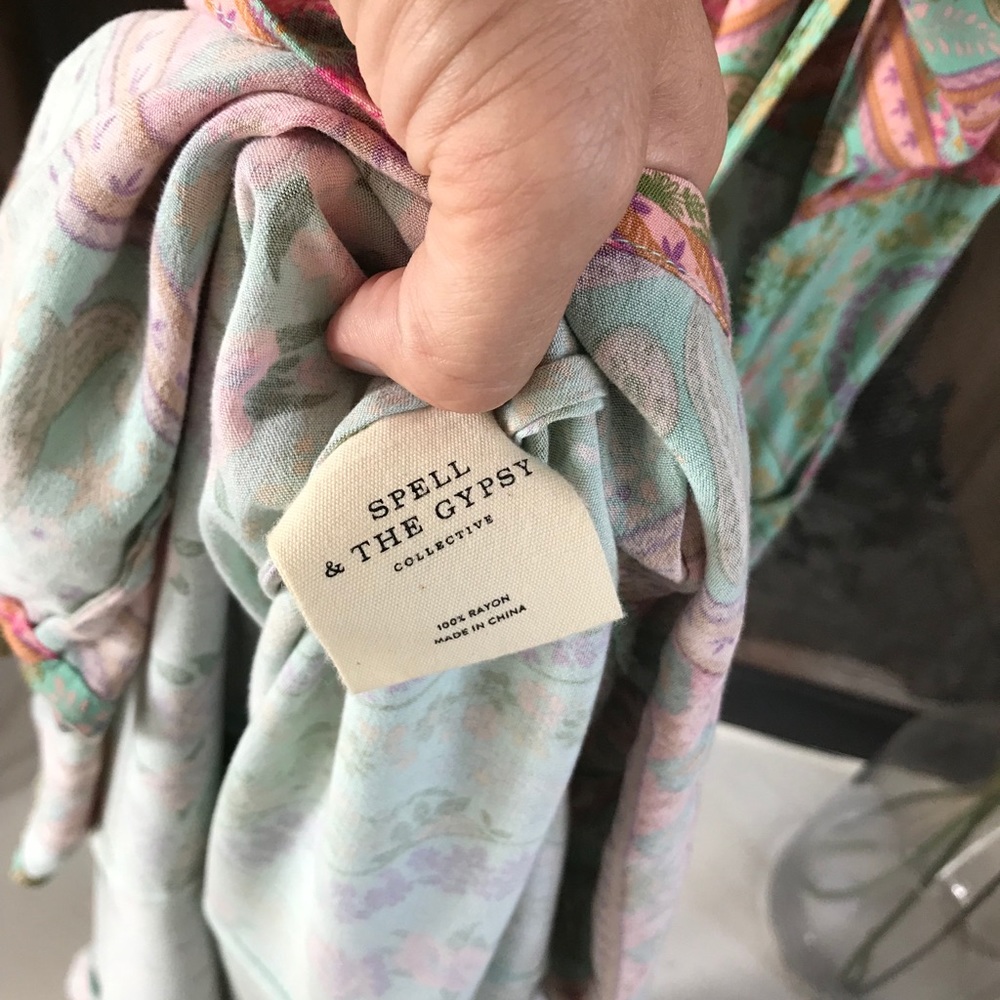 SPELL
& THE GYPSY
COLLECTIVE
100% RAYON
MADE IN CHINA